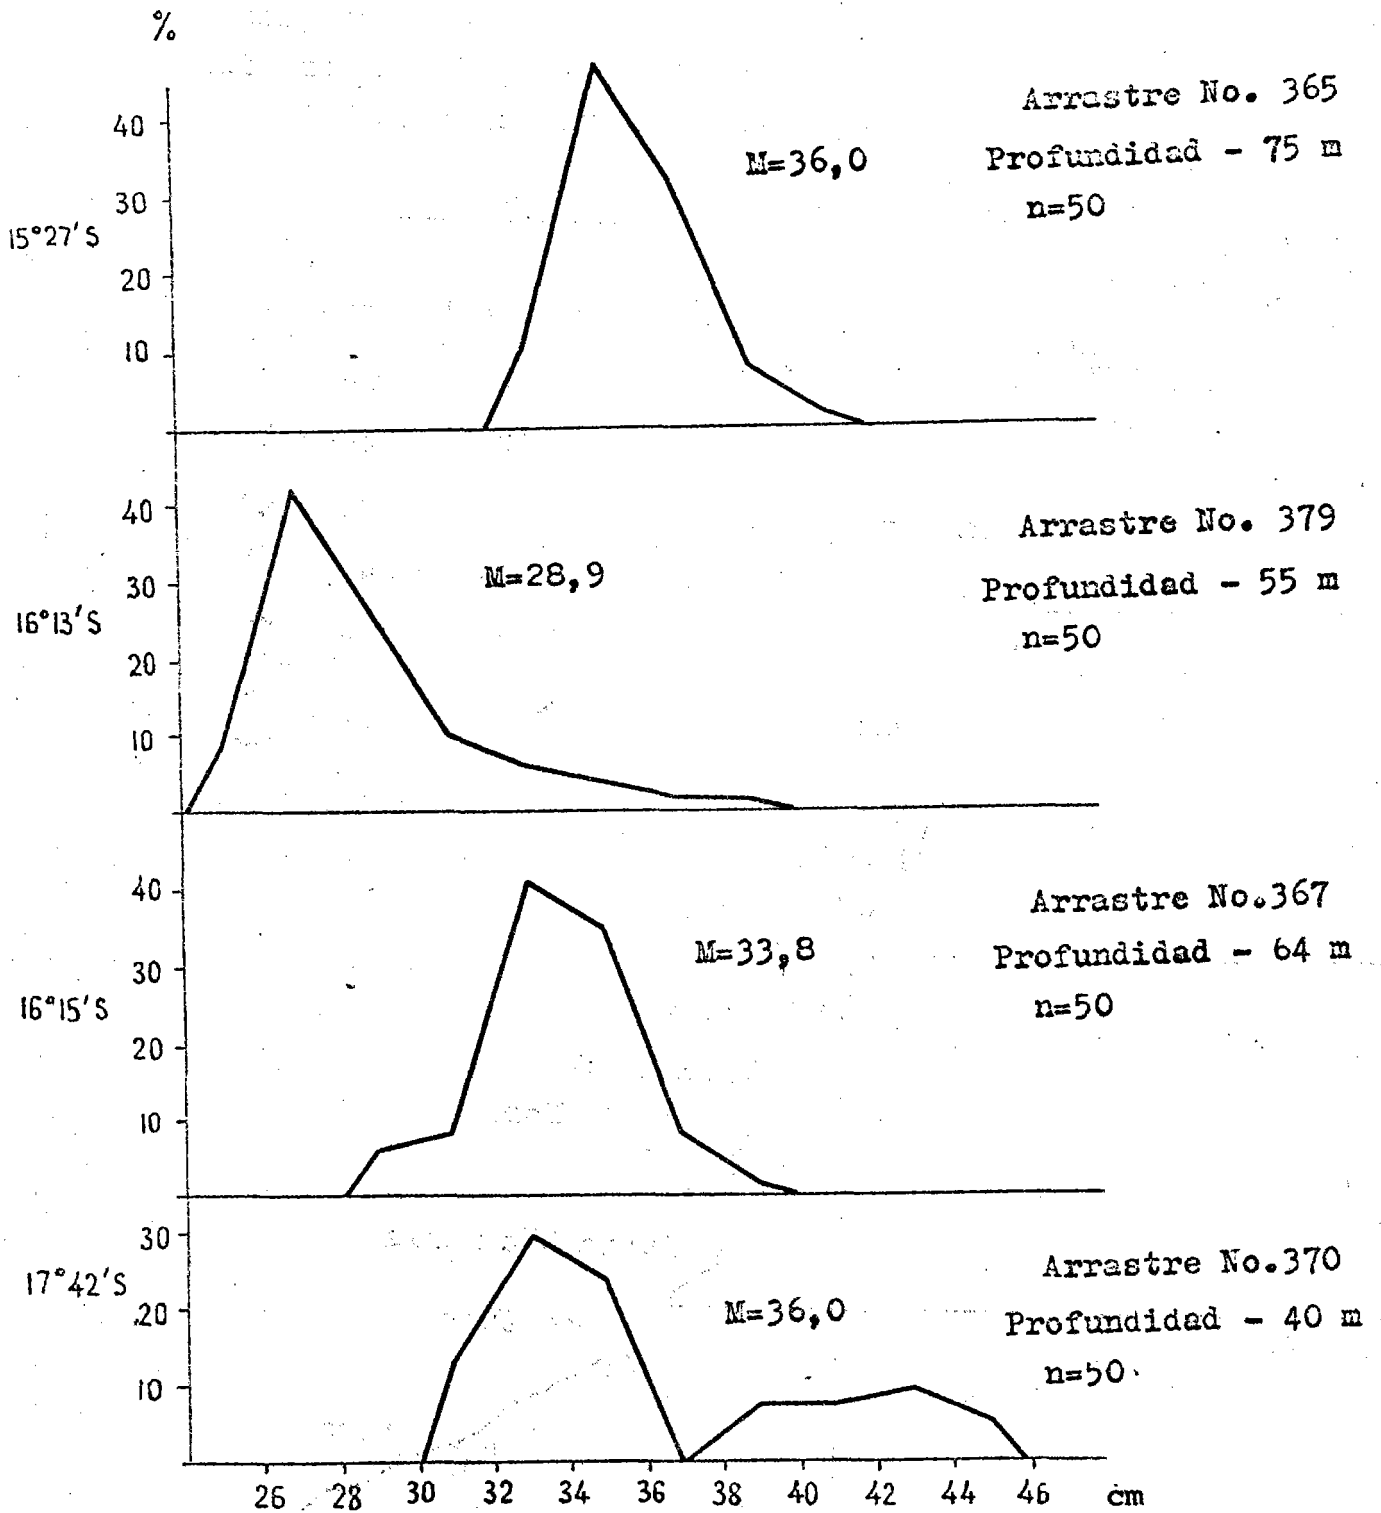 %
40
30
20
10
15°27'S
M=36,0
Arrastre No. 365
Profundidad - 75 m
n=50
40
30
20
10
16°13'S
M=28,9
Arrastre No. 379
Profundidad - 55 m
n=50
40
30
20
10
16°15'S
M=33,8
Arrastre No.367
Profundidad - 64 m
n=50
30
20
10
17°42'S
M=36,0
Arrastre No.370
Profundidad - 40 m
n=50
26 28 30 32 34 36 38 40 42 44 46 cm